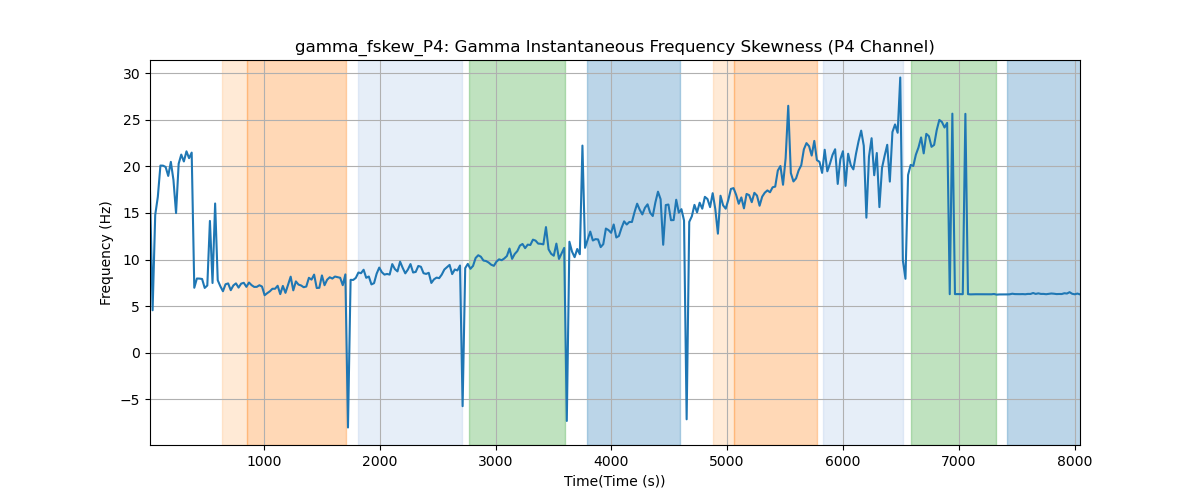 gamma_fskew_P4: Gamma Instantaneous Frequency Skewness (P4 Channel)
30
25
20
15
10
5
0
−5
Frequency (Hz)
1000 2000 3000 4000 5000 6000 7000 8000
Time(Time (s))